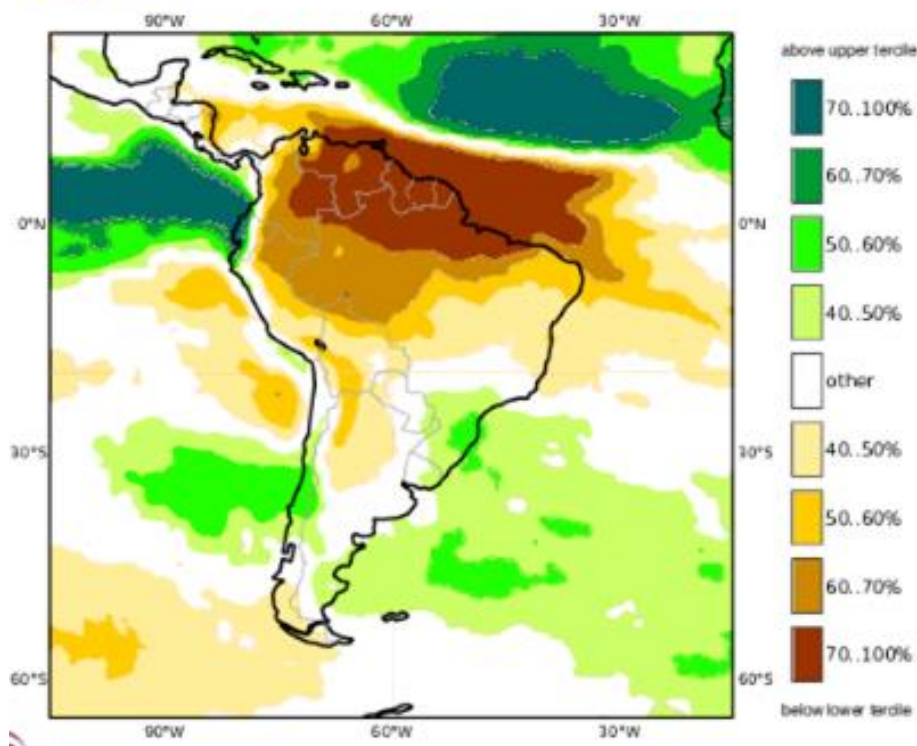 90°W 60°W 30°W
above upper tercile
70..100%
60..70%
0°N 0°N
50..60%
40..50%
other
30°S 30°S
40..50%
50..60%
60..70%
60°S 60°S
70..100%
below lower tercile
90°W 60°W 30°W